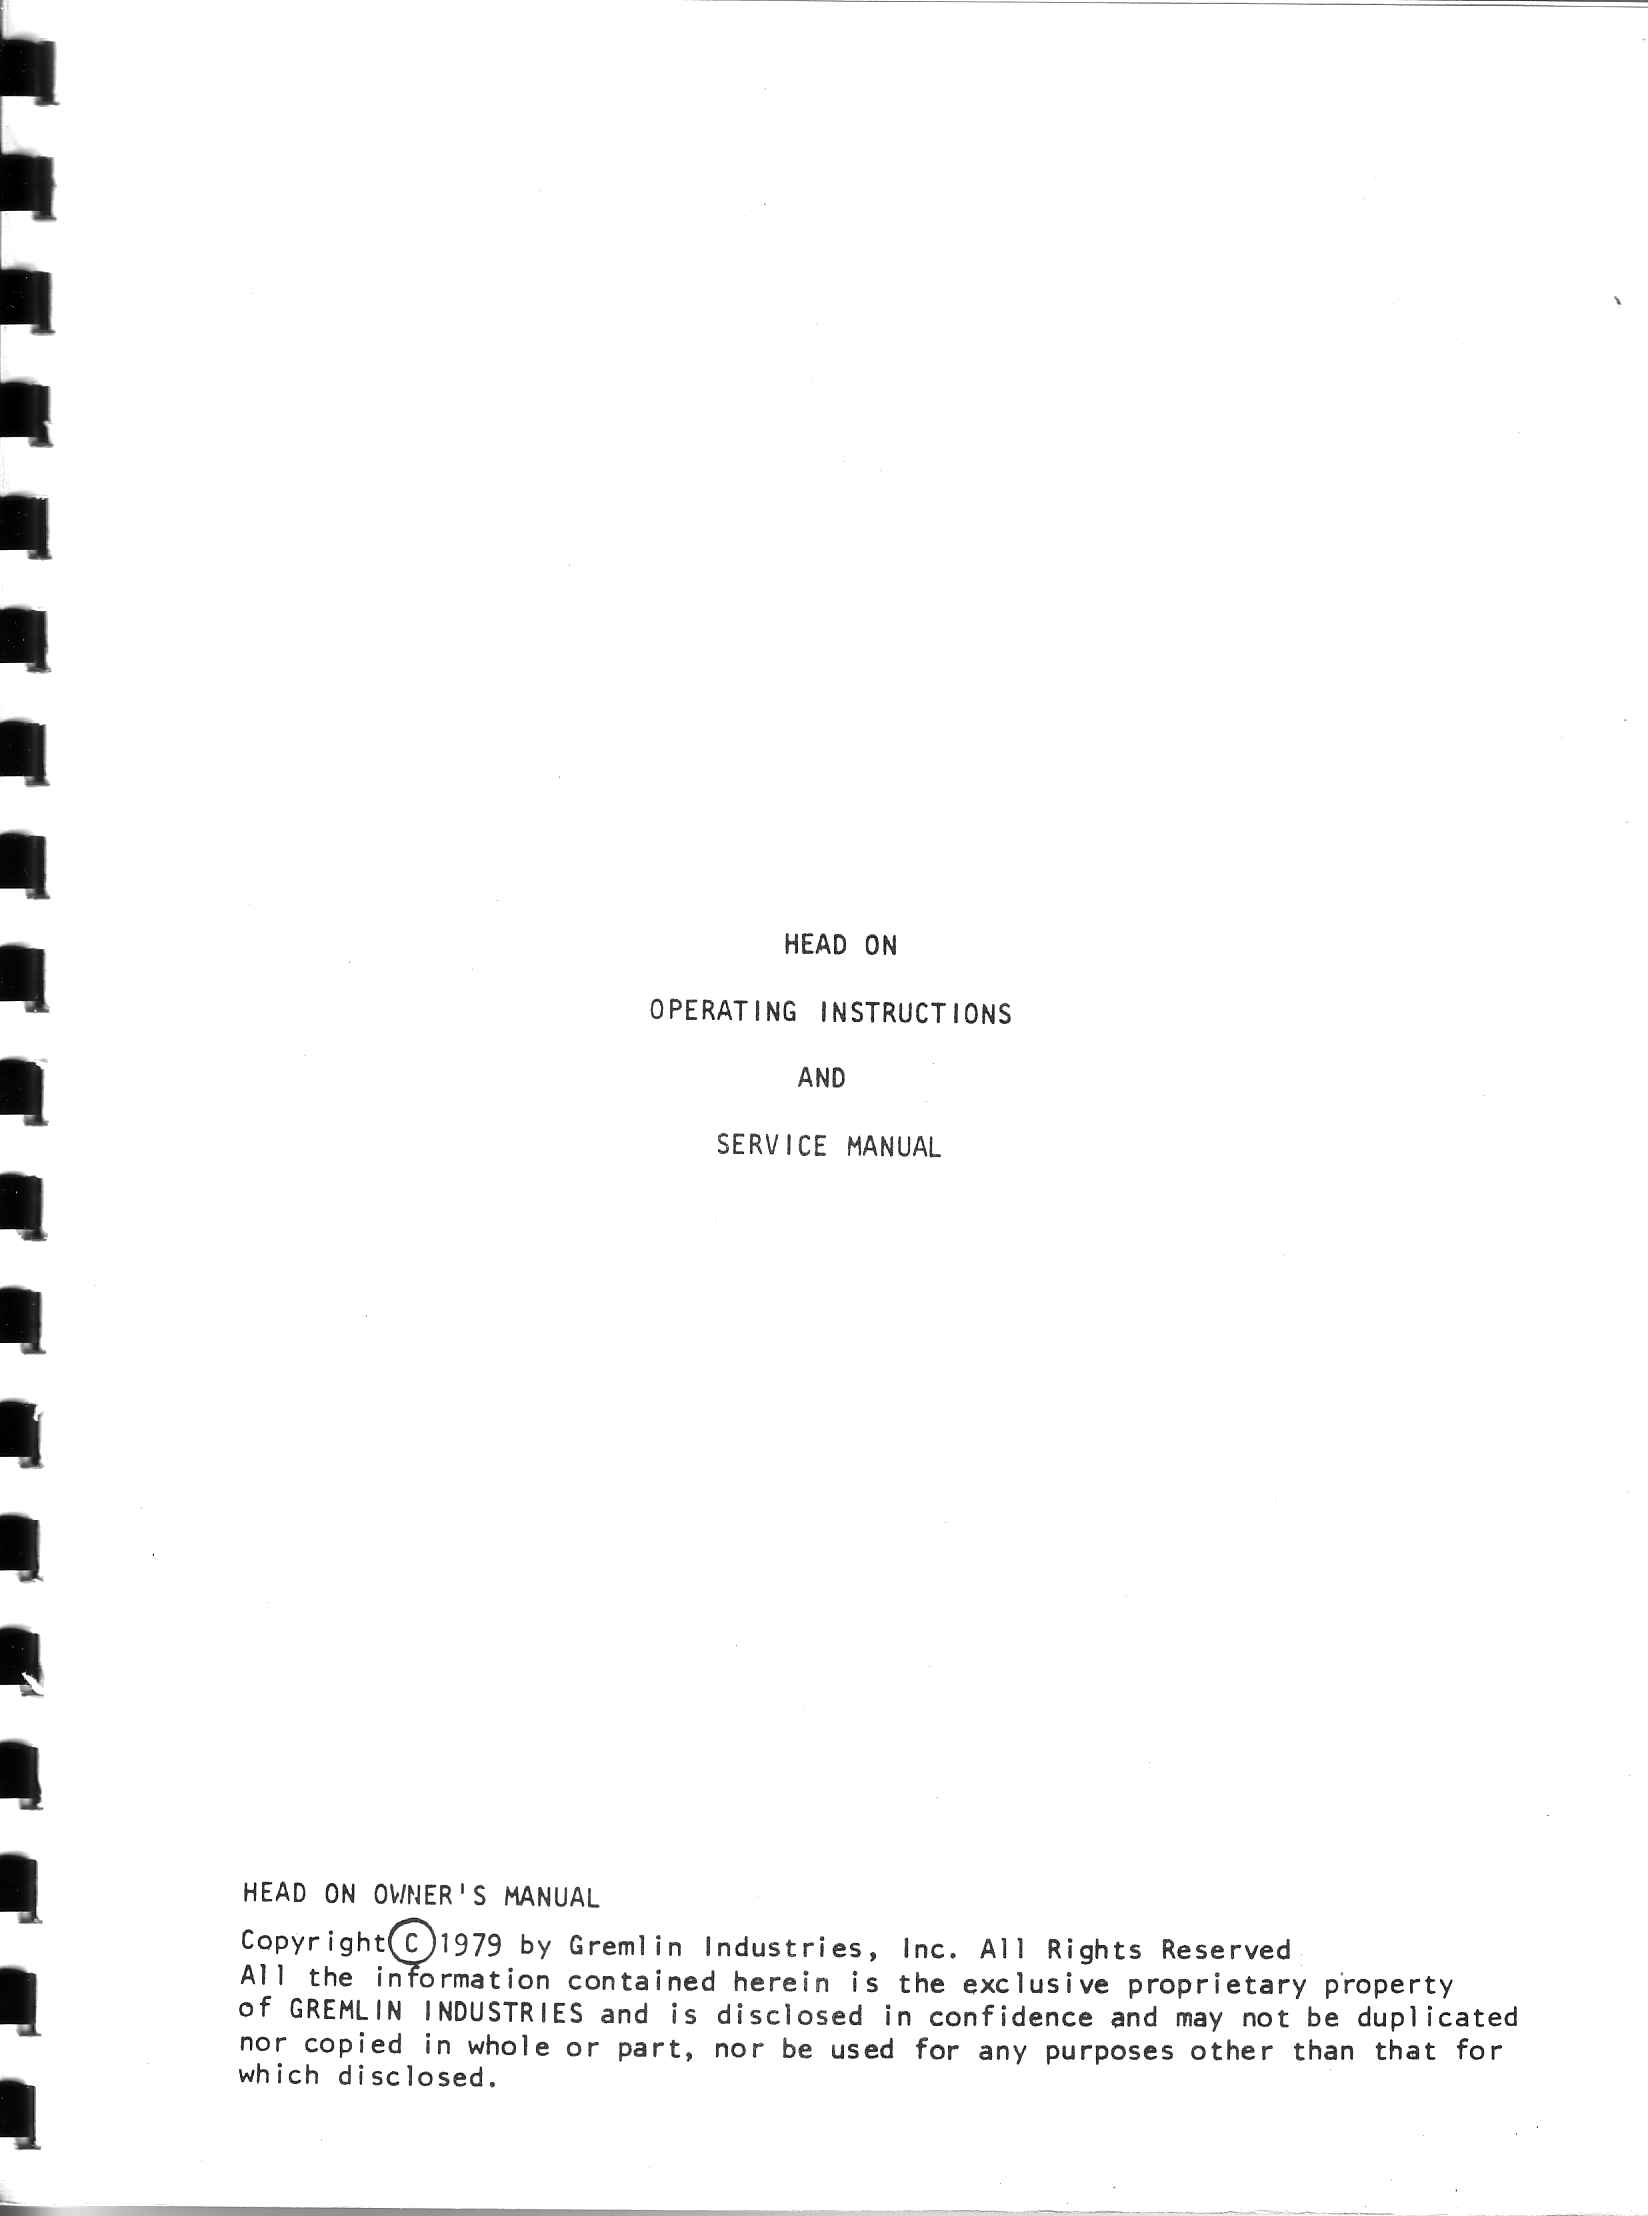 HEAD ON
OPERATING INSTRUCTIONS
AND
SERVICE MANUAL
HEAD ON OWNER'S MANUAL
Copyright©1979 by Gremlin Industries, Inc. All Rights Reserved
All the information contained herein is the exclusive proprietary property
of GREMLIN INDUSTRIES and is disclosed in confidence and may not be duplicated
nor copied in whole or part, nor be used for any purposes other than that for
which disclosed.